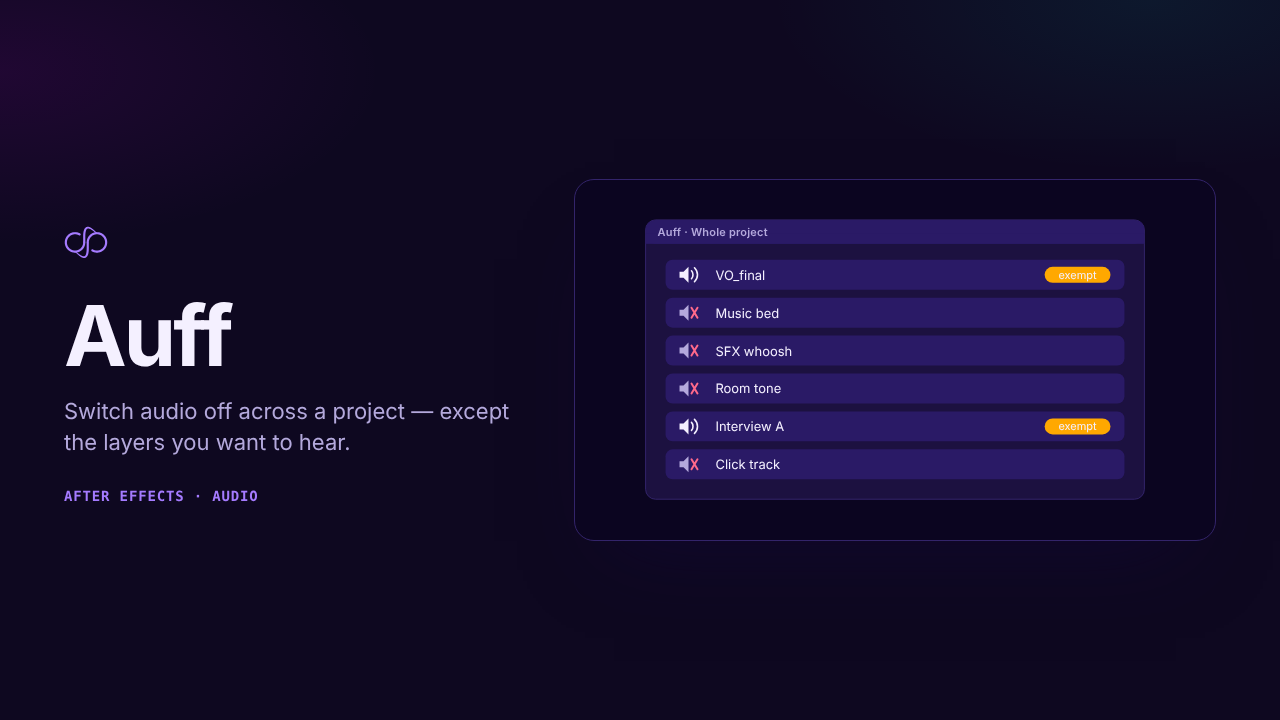 Auff
Switch audio off across a project — except
the layers you want to hear.
AFTER EFFECTS · AUDIO
Auff · Whole project
VO_final
exempt
Music bed
SFX whoosh
Room tone
Interview A
exempt
Click track